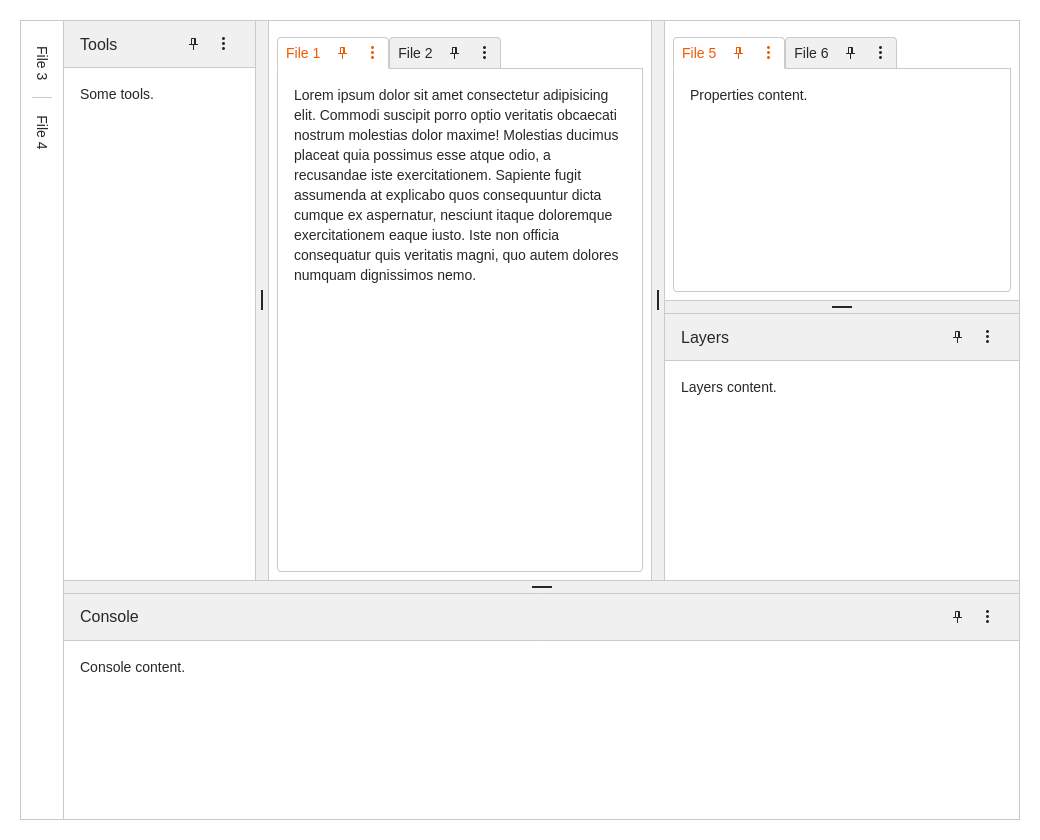 File 3
File 4
Tools
Some tools.
File 1
File 2
Lorem ipsum dolor sit amet consectetur adipisicing
elit. Commodi suscipit porro optio veritatis obcaecati
nostrum molestias dolor maxime! Molestias ducimus
placeat quia possimus esse atque odio, a
recusandae iste exercitationem. Sapiente fugit
assumenda at explicabo quos consequuntur dicta
cumque ex aspernatur, nesciunt itaque doloremque
exercitationem eaque iusto. Iste non officia
consequatur quis veritatis magni, quo autem dolores
numquam dignissimos nemo.
File 5
File 6
Properties content.
Layers
Layers content.
Console
Console content.